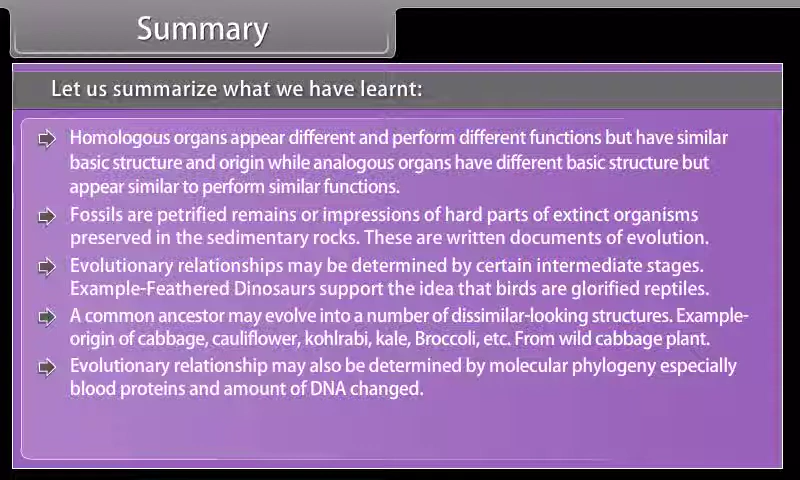 Summary
Let us summarize what we have learnt:
Homologous organs appear different and perform different functions but have similar
basic structure and origin while analogous organs have different basic structure but
appear similar to perform similar functions.
Fossils are petrified remains or impressions of hard parts of extinct organisms
preserved in the sedimentary rocks. These are written documents of evolution.
Evolutionary relationships may be determined by certain intermediate stages.
Example-Feathered Dinosaurs support the idea that birds are glorified reptiles.
A common ancestor may evolve into a number of dissimilar-looking structures. Example-
origin of cabbage, cauliflower, kohlrabi, kale, Broccoli, etc. From wild cabbage plant.
Evolutionary relationship may also be determined by molecular phylogeny especially
blood proteins and amount of DNA changed.